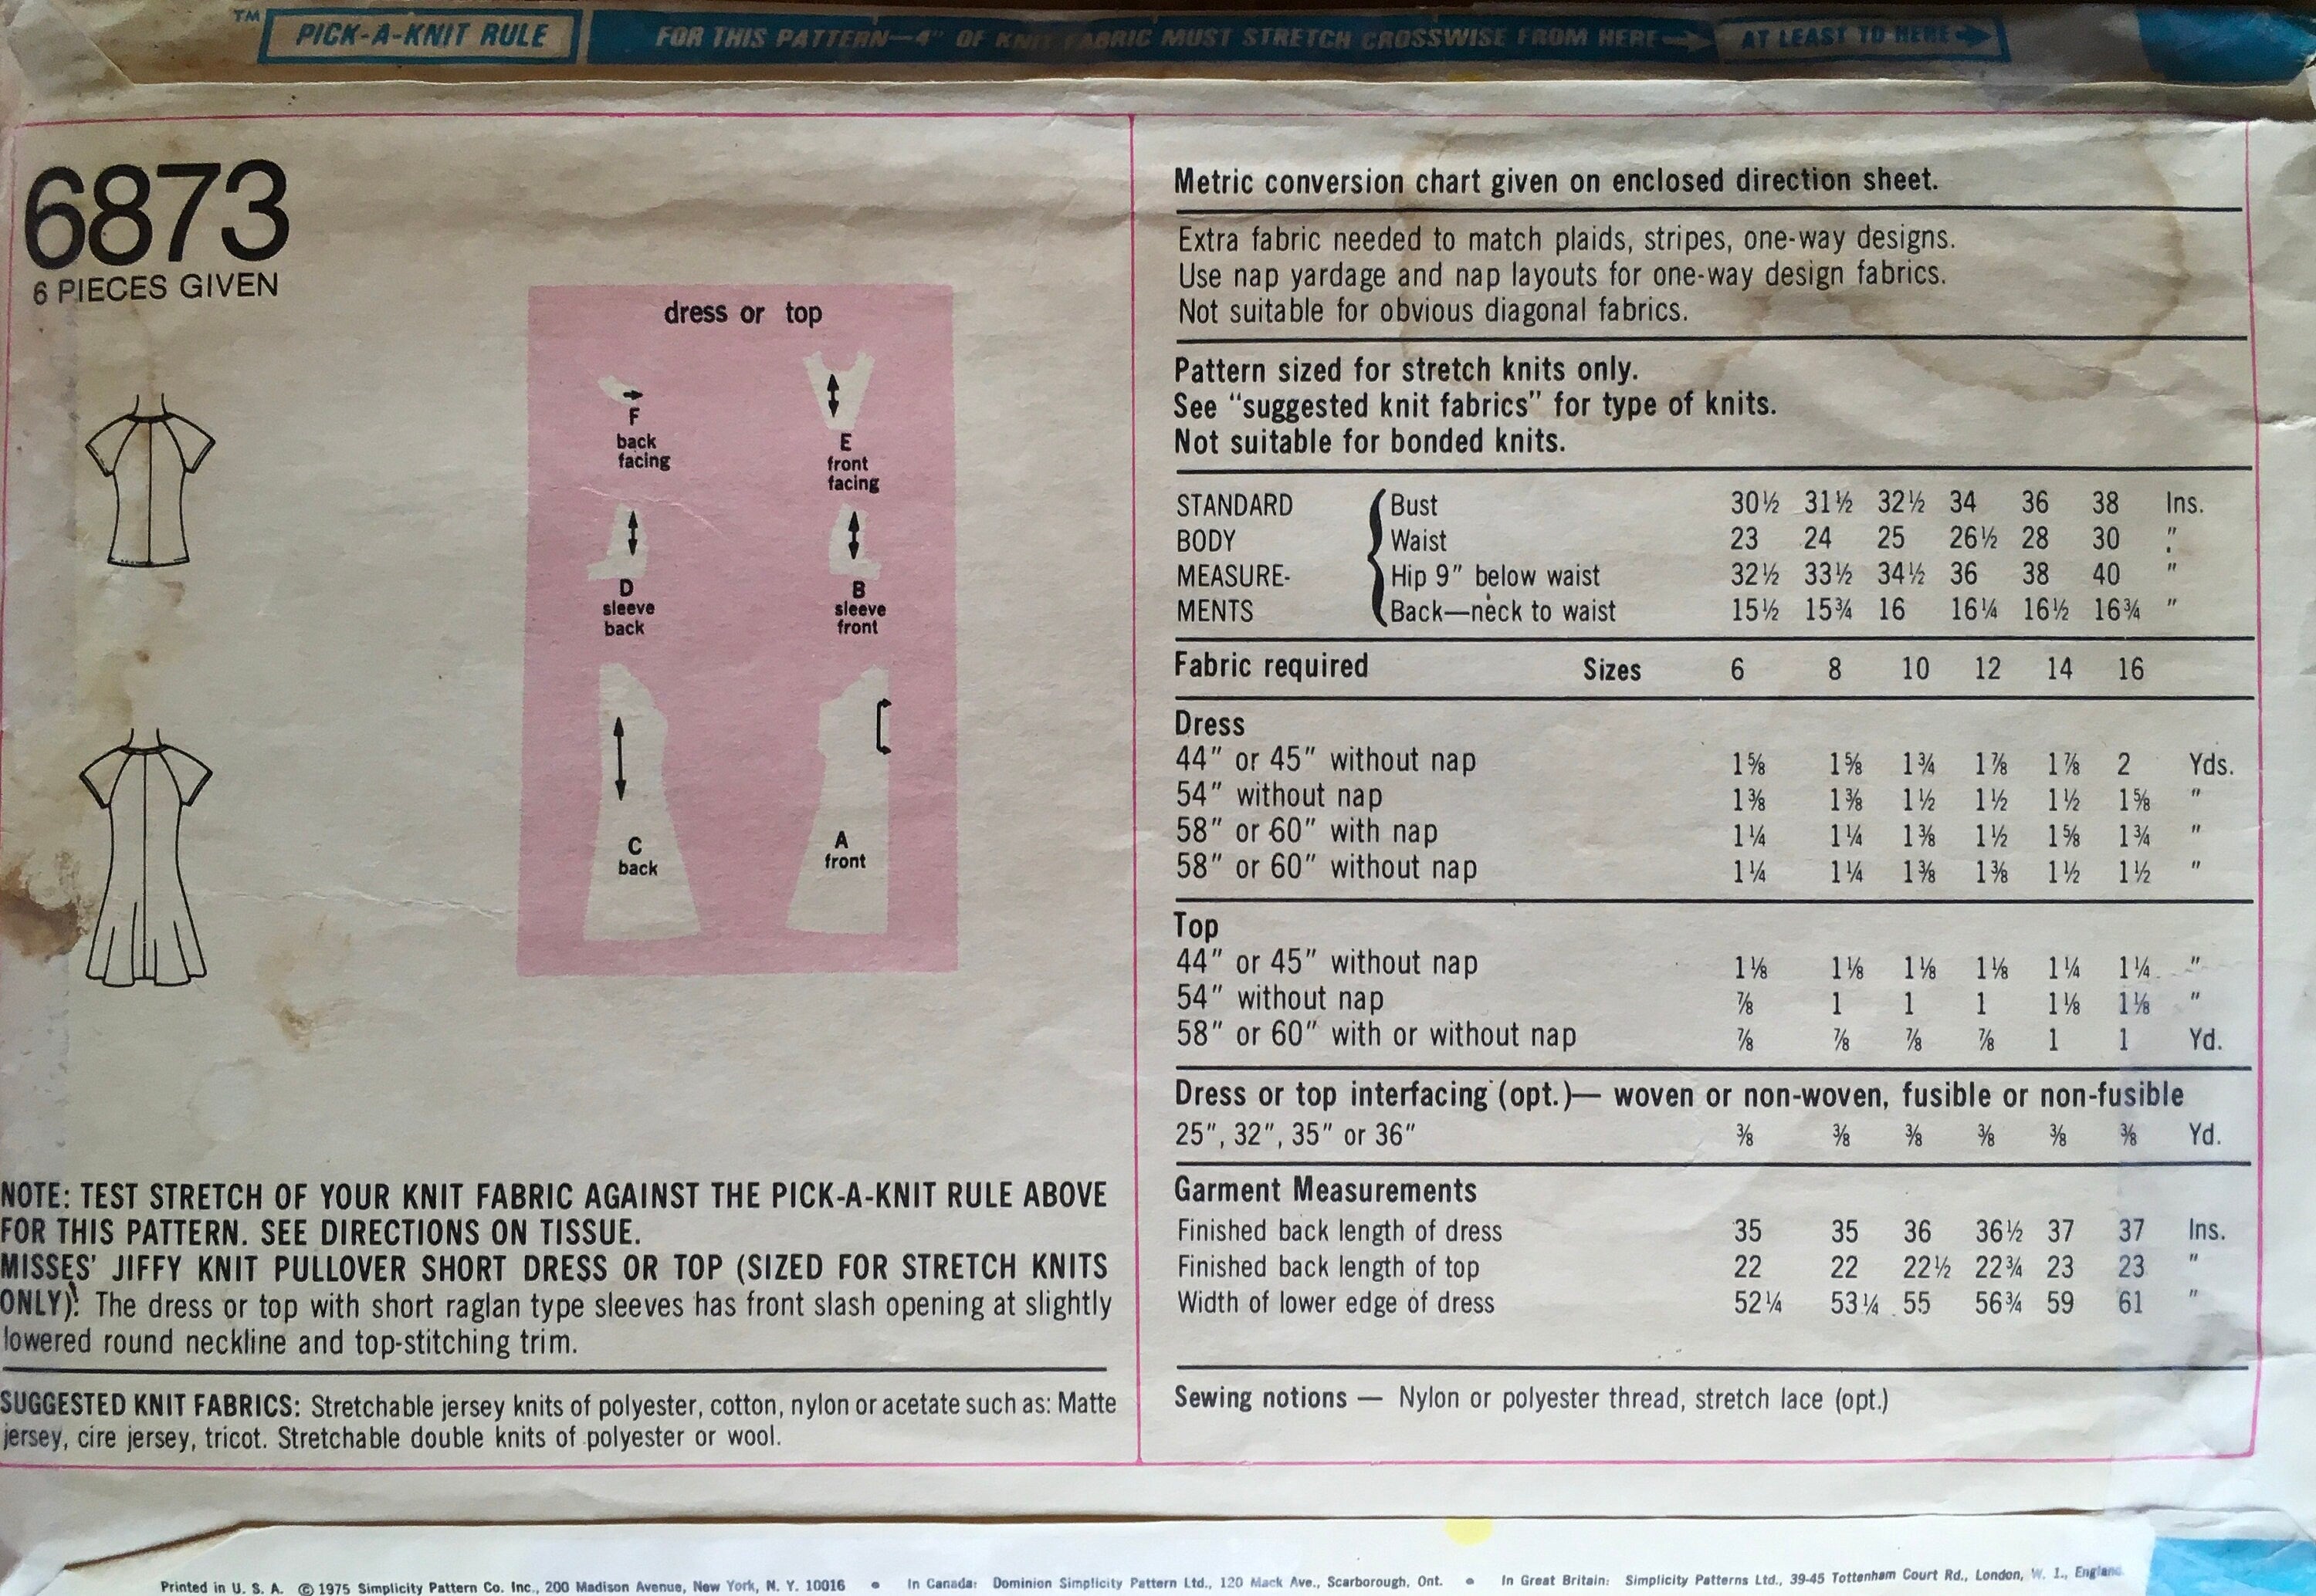 ™ PICK-A-KNIT RULE FOR THIS PATTERN—4" OF KNIT FABRIC MUST STRETCH CROSSWISE FROM HERE→ AT LEAST TO HERE→
6873
6 PIECES GIVEN
dress or top
F
back
facing
E
front
facing
D
sleeve
back
B
sleeve
front
C
back
A
front
NOTE: TEST STRETCH OF YOUR KNIT FABRIC AGAINST THE PICK-A-KNIT RULE ABOVE
FOR THIS PATTERN. SEE DIRECTIONS ON TISSUE.
MISSES' JIFFY KNIT PULLOVER SHORT DRESS OR TOP (SIZED FOR STRETCH KNITS
ONLY): The dress or top with short raglan type sleeves has front slash opening at slightly
lowered round neckline and top-stitching trim.
SUGGESTED KNIT FABRICS: Stretchable jersey knits of polyester, cotton, nylon or acetate such as: Matte
jersey, cire jersey, tricot. Stretchable double knits of polyester or wool.
Metric conversion chart given on enclosed direction sheet.
Extra fabric needed to match plaids, stripes, one-way designs.
Use nap yardage and nap layouts for one-way design fabrics.
Not suitable for obvious diagonal fabrics.
Pattern sized for stretch knits only.
See "suggested knit fabrics" for type of knits.
Not suitable for bonded knits.
STANDARD Bust 30½ 31½ 32½ 34 36 38 Ins.
BODY Waist 23 24 25 26½ 28 30 "
MEASURE- Hip 9" below waist 32½ 33½ 34½ 36 38 40 "
MENTS Back—neck to waist 15½ 15¾ 16 16¼ 16½ 16¾ "
Fabric required Sizes 6 8 10 12 14 16
Dress
44" or 45" without nap 1⅝ 1⅝ 1¾ 1⅞ 1⅞ 2 Yds.
54" without nap 1⅜ 1⅜ 1½ 1½ 1½ 1⅝ "
58" or 60" with nap 1¼ 1¼ 1⅜ 1½ 1⅝ 1¾ "
58" or 60" without nap 1¼ 1¼ 1⅜ 1⅜ 1½ 1½ "
Top
44" or 45" without nap 1⅛ 1⅛ 1⅛ 1⅛ 1¼ 1¼ "
54" without nap ⅞ 1 1 1 1⅛ 1⅛ "
58" or 60" with or without nap ⅞ ⅞ ⅞ ⅞ 1 1 Yd.
Dress or top interfacing (opt.)— woven or non-woven, fusible or non-fusible
25", 32", 35" or 36" ⅜ ⅜ ⅜ ⅜ ⅜ ⅜ Yd.
Garment Measurements
Finished back length of dress 35 35 36 36½ 37 37 Ins.
Finished back length of top 22 22 22½ 22¾ 23 23 "
Width of lower edge of dress 52¼ 53¼ 55 56¾ 59 61 "
Sewing notions — Nylon or polyester thread, stretch lace (opt.)
Printed in U. S. A. © 1975 Simplicity Pattern Co. Inc., 200 Madison Avenue, New York, N. Y. 10016 • In Canada: Dominion Simplicity Pattern Ltd., 120 Mack Ave., Scarborough, Ont. • In Great Britain: Simplicity Patterns Ltd., 39-45 Tottenham Court Rd., London, W. 1., England.